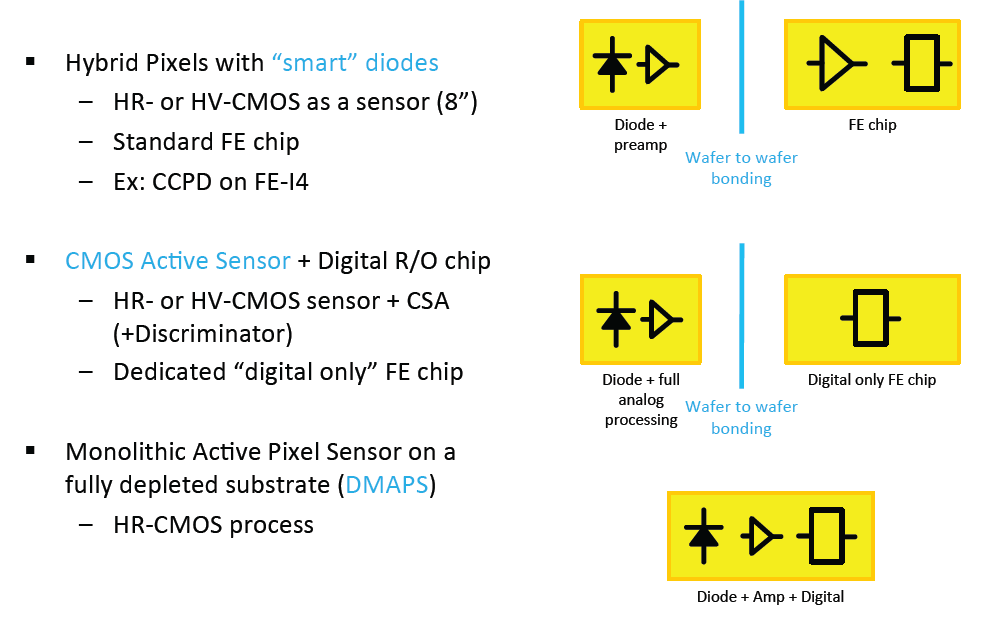 ▪ Hybrid Pixels with “smart” diodes
– HR- or HV-CMOS as a sensor (8”)
– Standard FE chip
– Ex: CCPD on FE-I4
▪ CMOS Active Sensor + Digital R/O chip
– HR- or HV-CMOS sensor + CSA
(+Discriminator)
– Dedicated “digital only” FE chip
▪ Monolithic Active Pixel Sensor on a
fully depleted substrate (DMAPS)
– HR-CMOS process
Diode +
preamp
FE chip
Wafer to wafer
bonding
Diode + full
analog
processing
Digital only FE chip
Wafer to wafer
bonding
Diode + Amp + Digital